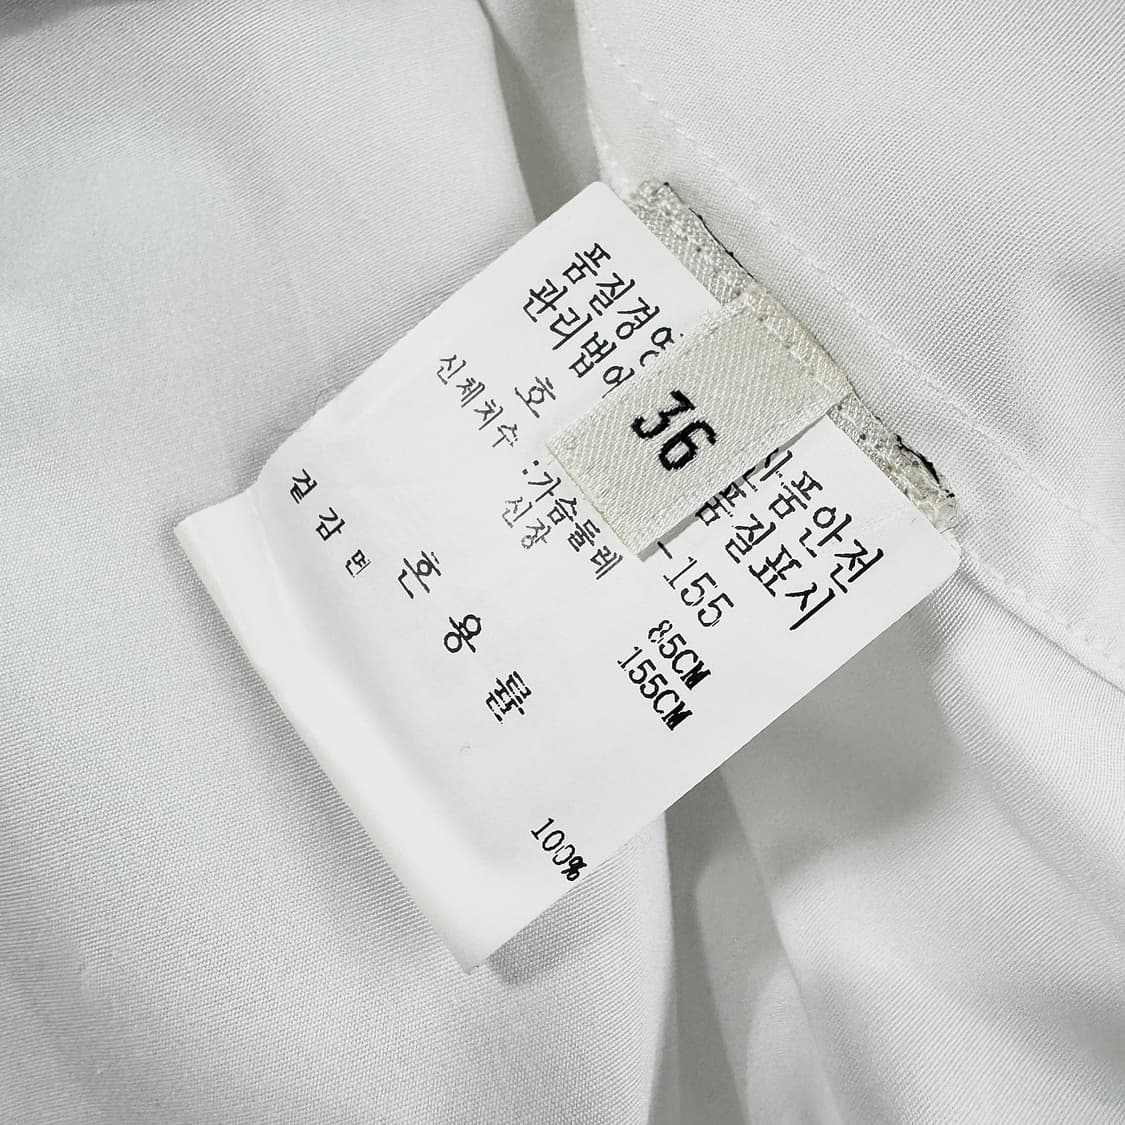 36
품질경영 산품안전
관리법에 품질표시
호 -155
신체치수 :가슴둘레 85CM
신장 155CM
혼용률
겉감 면 100%